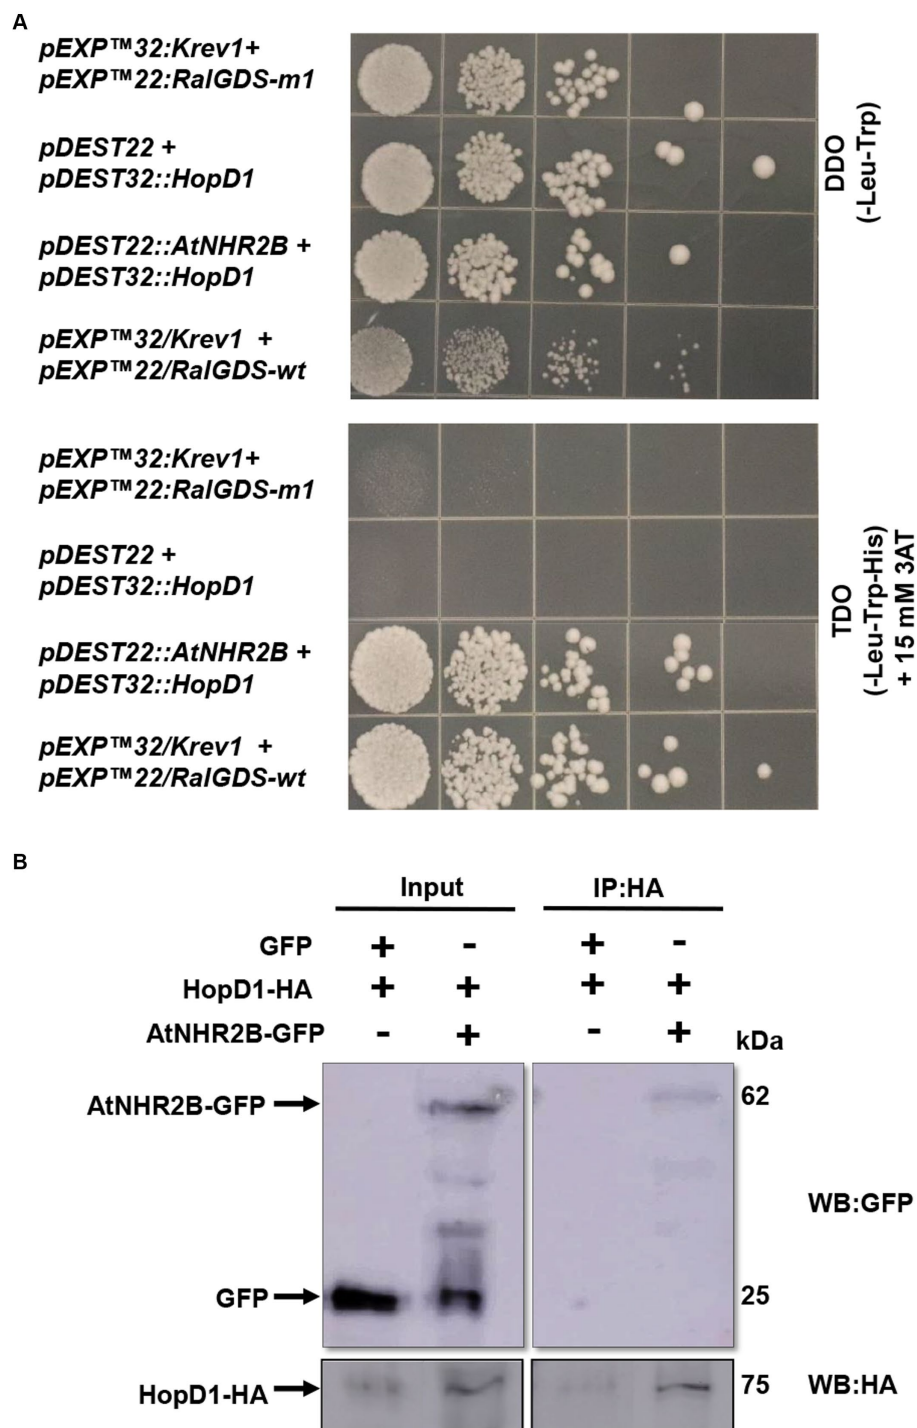 A
pEXP™32:Krev1+
pEXP™22:RalGDS-m1
pDEST22 +
pDEST32::HopD1
pDEST22::AtNHR2B +
pDEST32::HopD1
pEXP™32/Krev1 +
pEXP™22/RalGDS-wt
DDO
(-Leu-Trp)
pEXP™32:Krev1+
pEXP™22:RalGDS-m1
pDEST22 +
pDEST32::HopD1
pDEST22::AtNHR2B +
pDEST32::HopD1
pEXP™32/Krev1 +
pEXP™22/RalGDS-wt
TDO
(-Leu-Trp-His)
+ 15 mM 3AT
B
Input IP:HA
GFP + - + -
HopD1-HA + + + +
AtNHR2B-GFP - + - +
kDa
AtNHR2B-GFP 62
WB:GFP
GFP 25
HopD1-HA 75 WB:HA